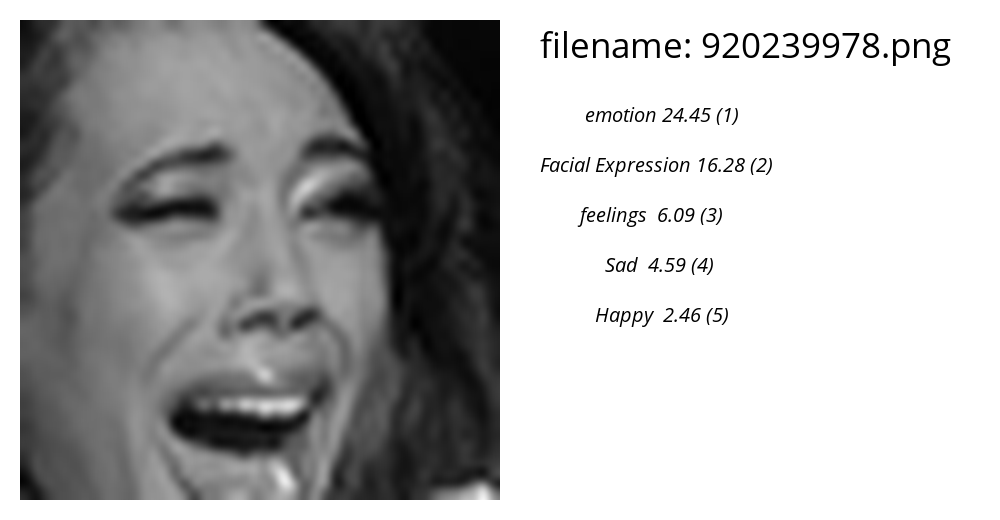 filename: 920239978.png
emotion 24.45 (1)
Facial Expression 16.28 (2)
feelings 6.09 (3)
Sad 4.59 (4)
Happy 2.46 (5)